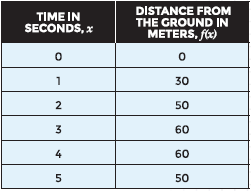 TIME IN
SECONDS, x
DISTANCE FROM
THE GROUND IN
METERS, f(x)
0 0
1 30
2 50
3 60
4 60
5 50